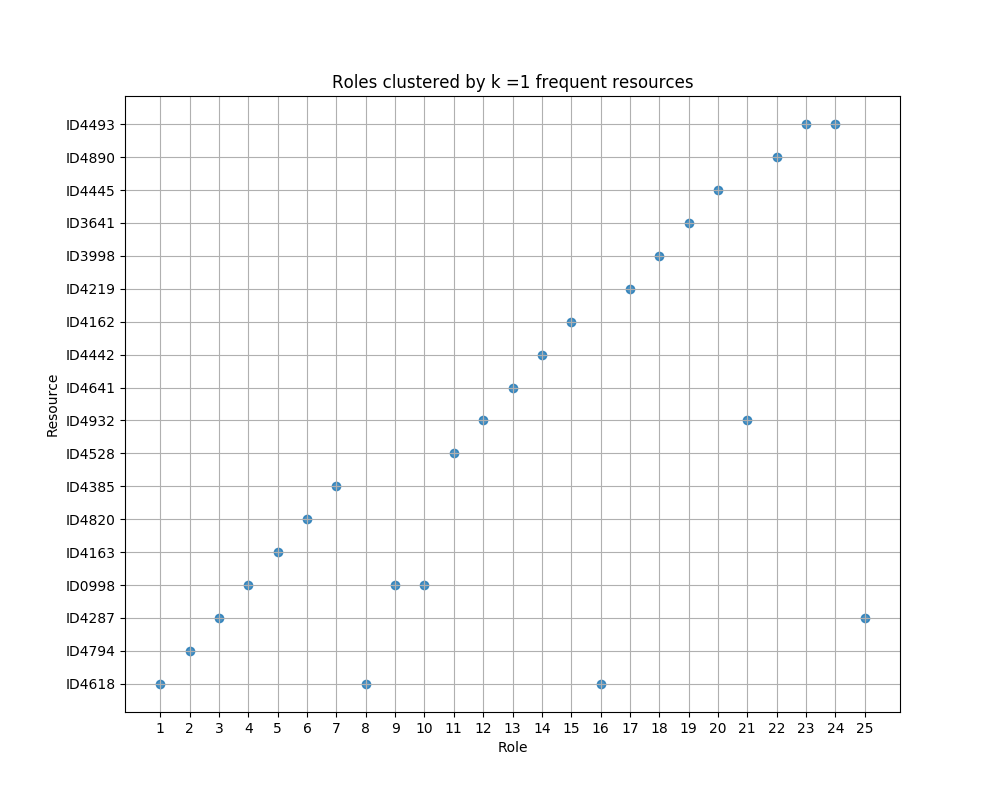 Roles clustered by k =1 frequent resources
ID4493
ID4890
ID4445
ID3641
ID3998
ID4219
ID4162
ID4442
ID4641
ID4932
ID4528
ID4385
ID4820
ID4163
ID0998
ID4287
ID4794
ID4618
Resource
1 2 3 4 5 6 7 8 9 10 11 12 13 14 15 16 17 18 19 20 21 22 23 24 25
Role